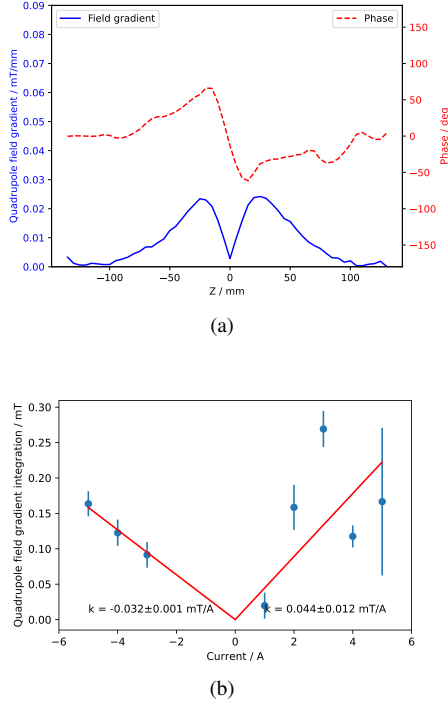 Field gradient
Phase
Quadrupole field gradient / mT/mm
0.09
0.08
0.07
0.06
0.05
0.04
0.03
0.02
0.01
0.00
150
100
50
0
−50
−100
−150
Phase / deg
−100 −50 0 50 100
Z / mm
(a)
Quadrupole field gradient integration / mT
0.30
0.25
0.20
0.15
0.10
0.05
0.00
k = -0.032±0.001 mT/A
k = 0.044±0.012 mT/A
−6 −4 −2 0 2 4 6
Current / A
(b)